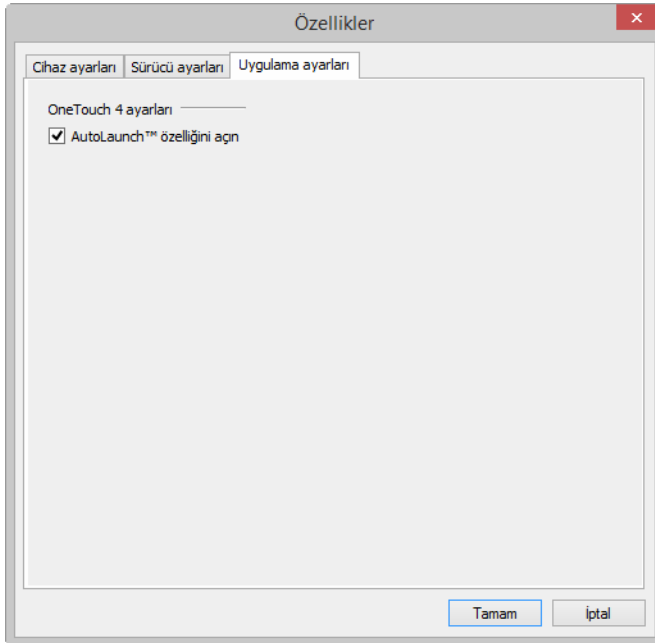 Özellikler
Cihaz ayarları Sürücü ayarları Uygulama ayarları
OneTouch 4 ayarları
AutoLaunch™ özelliğini açın
Tamam İptal